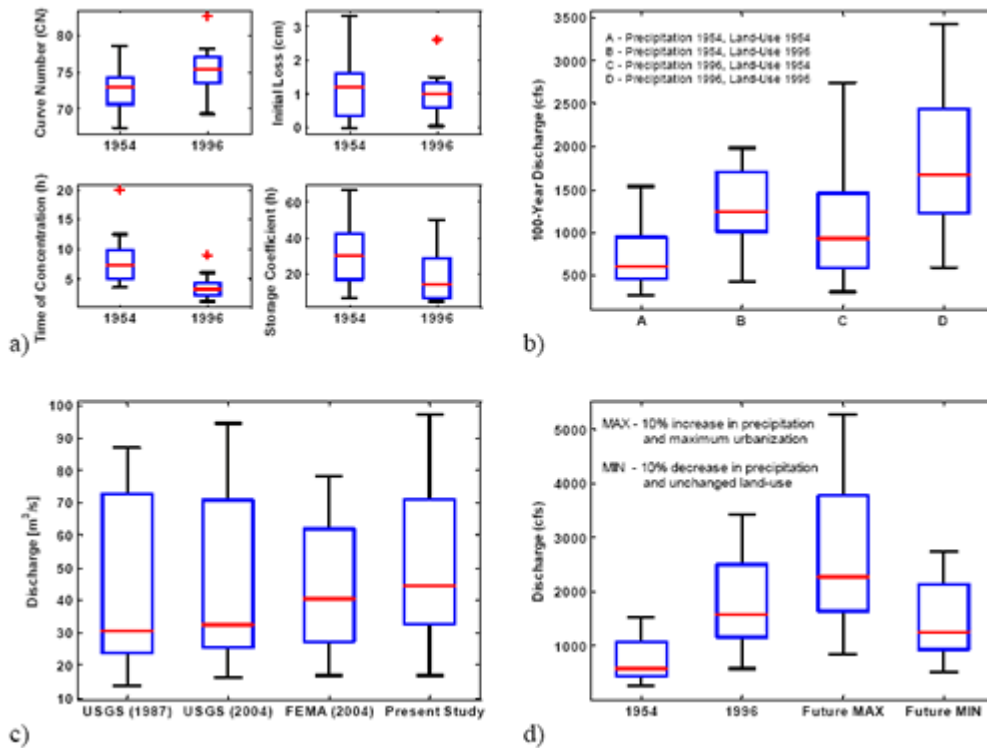 Curve Number (CN)
80
75
70
1954
1996
Initial Loss (cm)
3
2
1
0
1954
1996
Time of Concentration (h)
20
15
10
5
1954
1996
Storage Coefficient (h)
60
40
20
1954
1996
a)
100-Year Discharge (cfs)
3500
3000
2500
2000
1500
1000
500
A - Precipitation 1954, Land-Use 1954
B - Precipitation 1954, Land-Use 1996
C - Precipitation 1996, Land-Use 1954
D - Precipitation 1996, Land-Use 1996
A
B
C
D
b)
Discharge [m³/s]
100
90
80
70
60
50
40
30
20
10
USGS (1987)
USGS (2004)
FEMA (2004)
Present Study
c)
Discharge (cfs)
5000
4000
3000
2000
1000
MAX - 10% increase in precipitation
and maximum urbanization
MIN - 10% decrease in precipitation
and unchanged land-use
1954
1996
Future MAX
Future MIN
d)